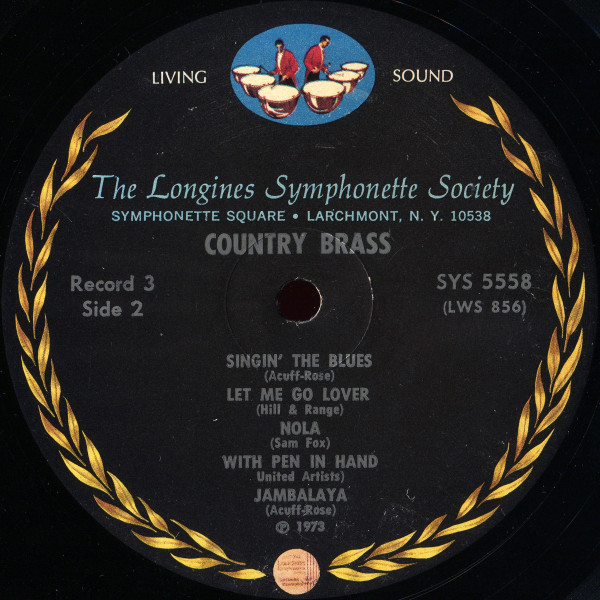 LIVING SOUND
The Longines Symphonette Society
SYMPHONETTE SQUARE • LARCHMONT, N. Y. 10538
COUNTRY BRASS
Record 3
Side 2
SYS 5558
(LWS 856)
SINGIN' THE BLUES
(Acuff-Rose)
LET ME GO LOVER
(Hill & Range)
NOLA
(Sam Fox)
WITH PEN IN HAND
United Artists)
JAMBALAYA
(Acuff-Rose)
℗ 1973